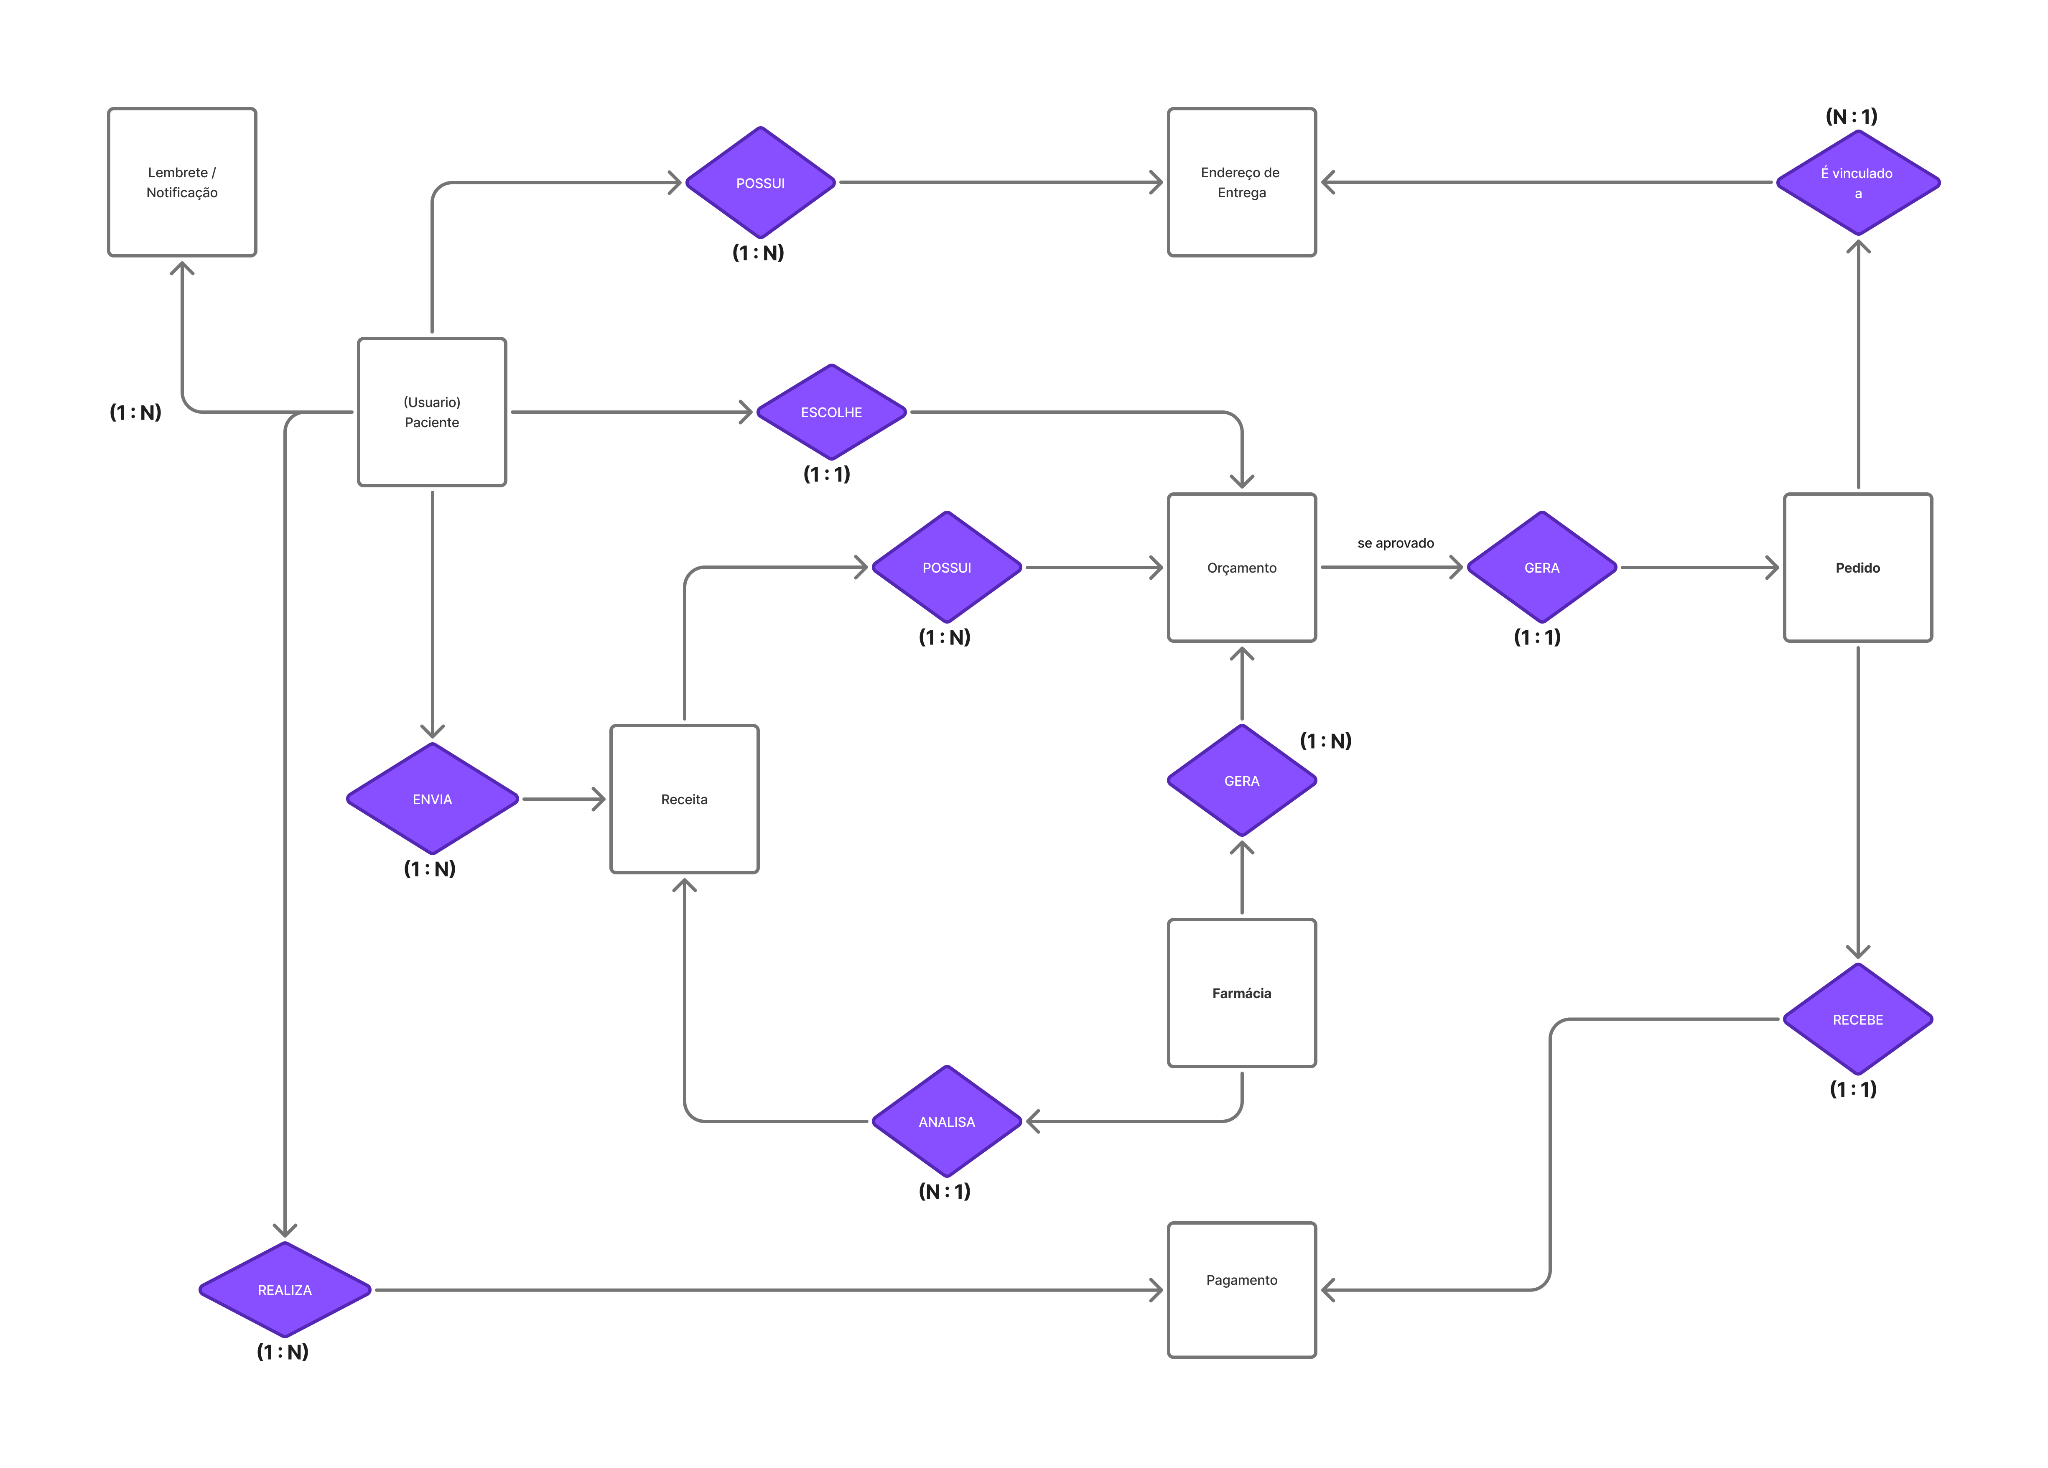 (N : 1)
Lembrete /
Notificação
POSSUI
Endereço de
Entrega
É vinculado
a
(1 : N)
(Usuario)
Paciente
(1 : N)
ESCOLHE
(1 : 1)
se aprovado
POSSUI
Orçamento
GERA
Pedido
(1 : N)
(1 : 1)
(1 : N)
GERA
ENVIA
Receita
(1 : N)
Farmácia
RECEBE
(1 : 1)
ANALISA
(N : 1)
Pagamento
REALIZA
(1 : N)